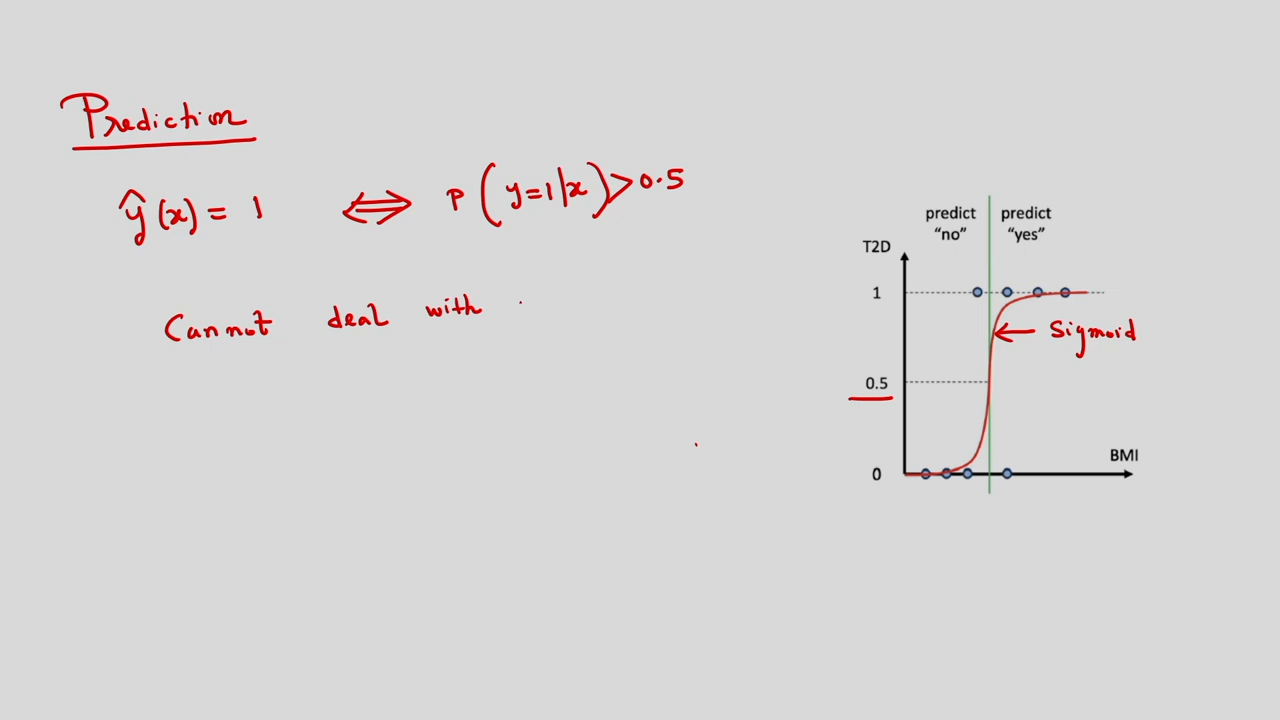 Prediction
ŷ(x) = 1 ⟺ P(y=1|x)>0.5
Cannot deal with
predict "no"
predict "yes"
T2D
1
Sigmoid
0.5
BMI
0